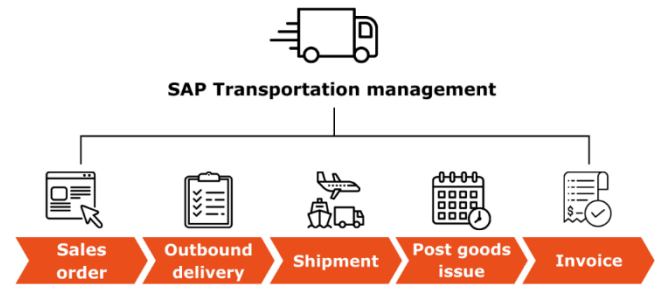 SAP Transportation management
Sales
order
Outbound
delivery
Shipment
Post goods
issue
Invoice